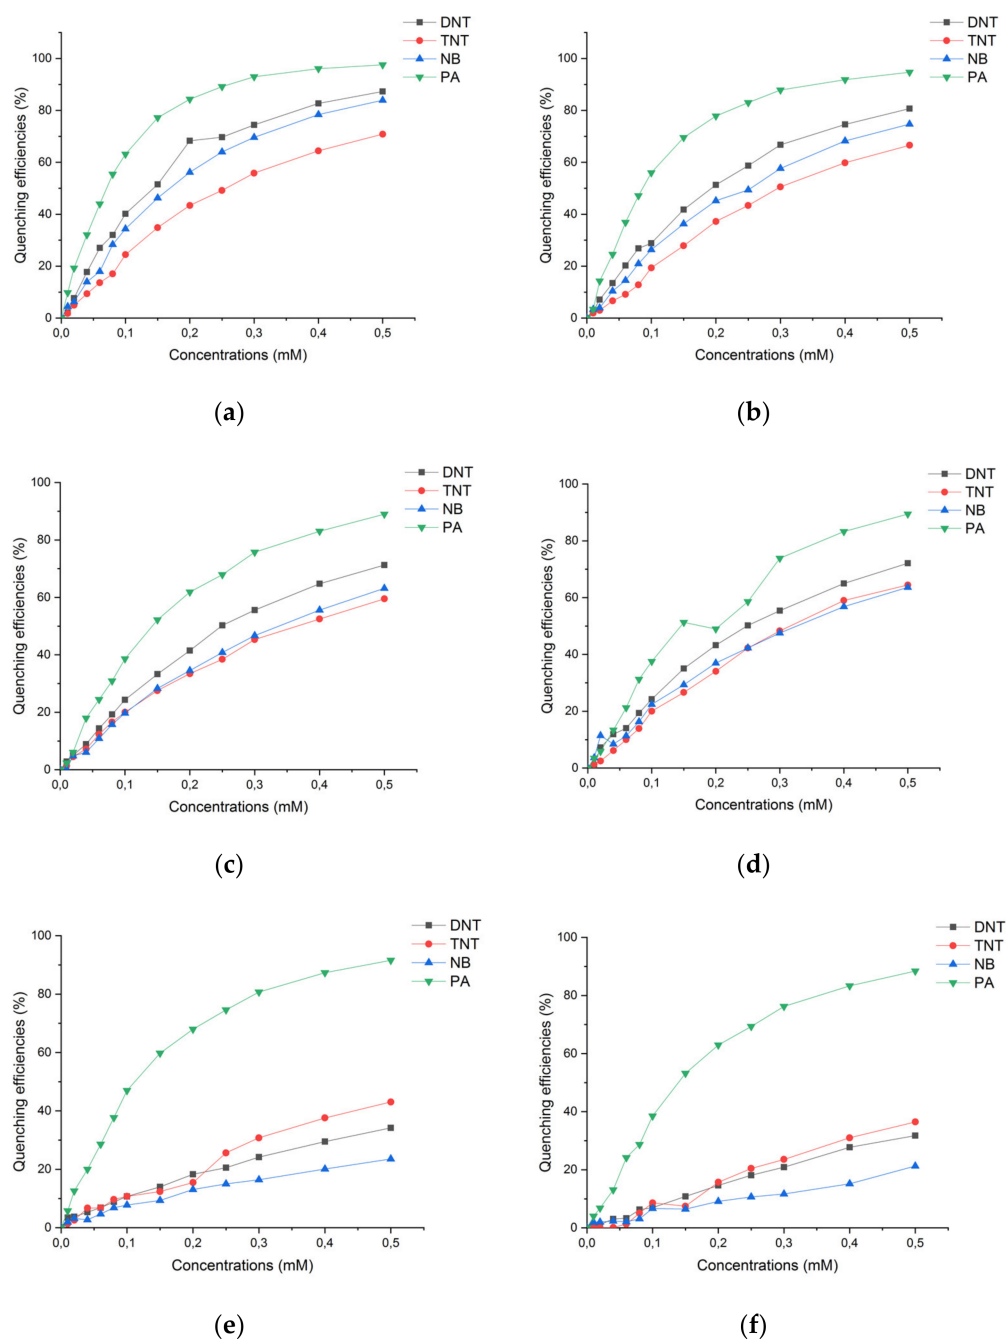 DNT
TNT
NB
PA
100
80
60
40
20
0
Quenching efficiencies (%)
0,0 0,1 0,2 0,3 0,4 0,5
Concentrations (mM)
(a)
DNT
TNT
NB
PA
100
80
60
40
20
0
Quenching efficiencies (%)
0,0 0,1 0,2 0,3 0,4 0,5
Concentrations (mM)
(b)
DNT
TNT
NB
PA
100
80
60
40
20
0
Quenching efficiencies (%)
0,0 0,1 0,2 0,3 0,4 0,5
Concentrations (mM)
(c)
DNT
TNT
NB
PA
100
80
60
40
20
0
Quenching efficiencies (%)
0,0 0,1 0,2 0,3 0,4 0,5
Concentrations (mM)
(d)
DNT
TNT
NB
PA
100
80
60
40
20
0
Quenching efficiencies (%)
0,0 0,1 0,2 0,3 0,4 0,5
Concentrations (mM)
(e)
DNT
TNT
NB
PA
100
80
60
40
20
0
Quenching efficiencies (%)
0,0 0,1 0,2 0,3 0,4 0,5
Concentrations (mM)
(f)